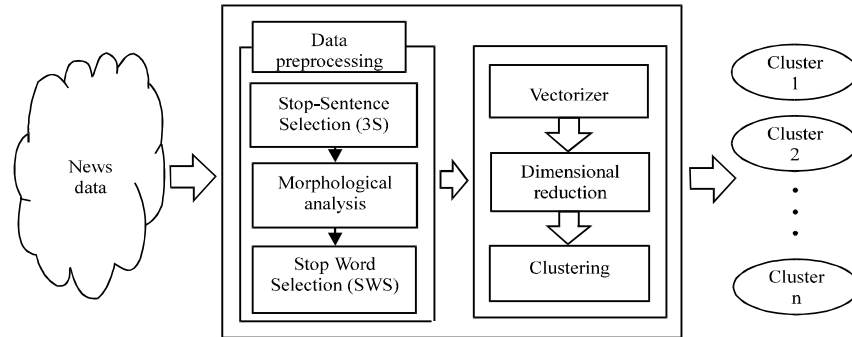 News
data
Data
preprocessing
Stop-Sentence
Selection (3S)
Morphological
analysis
Stop Word
Selection (SWS)
Vectorizer
Dimensional
reduction
Clustering
Cluster
1
Cluster
2
Cluster
n